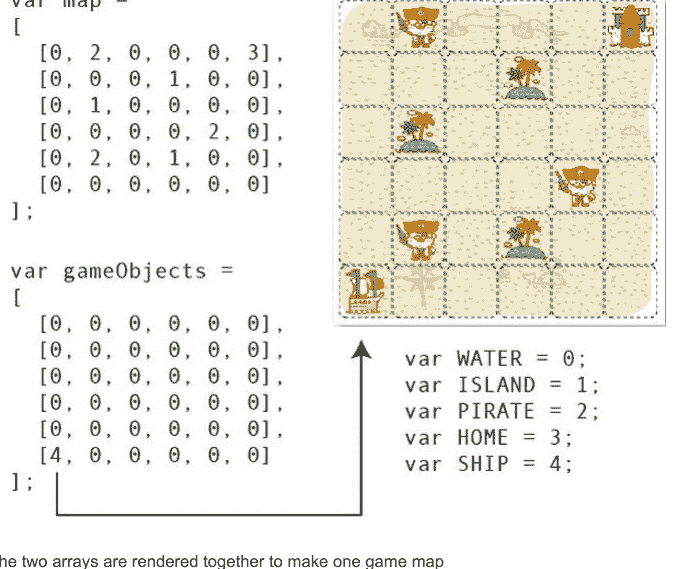 var map =
[
[0, 2, 0, 0, 0, 3],
[0, 0, 0, 1, 0, 0],
[0, 1, 0, 0, 0, 0],
[0, 0, 0, 0, 2, 0],
[0, 2, 0, 1, 0, 0],
[0, 0, 0, 0, 0, 0]
];
var gameObjects =
[
[0, 0, 0, 0, 0, 0],
[0, 0, 0, 0, 0, 0],
[0, 0, 0, 0, 0, 0],
[0, 0, 0, 0, 0, 0],
[0, 0, 0, 0, 0, 0],
[4, 0, 0, 0, 0, 0]
];
var WATER = 0;
var ISLAND = 1;
var PIRATE = 2;
var HOME = 3;
var SHIP = 4;
he two arrays are rendered together to make one game map